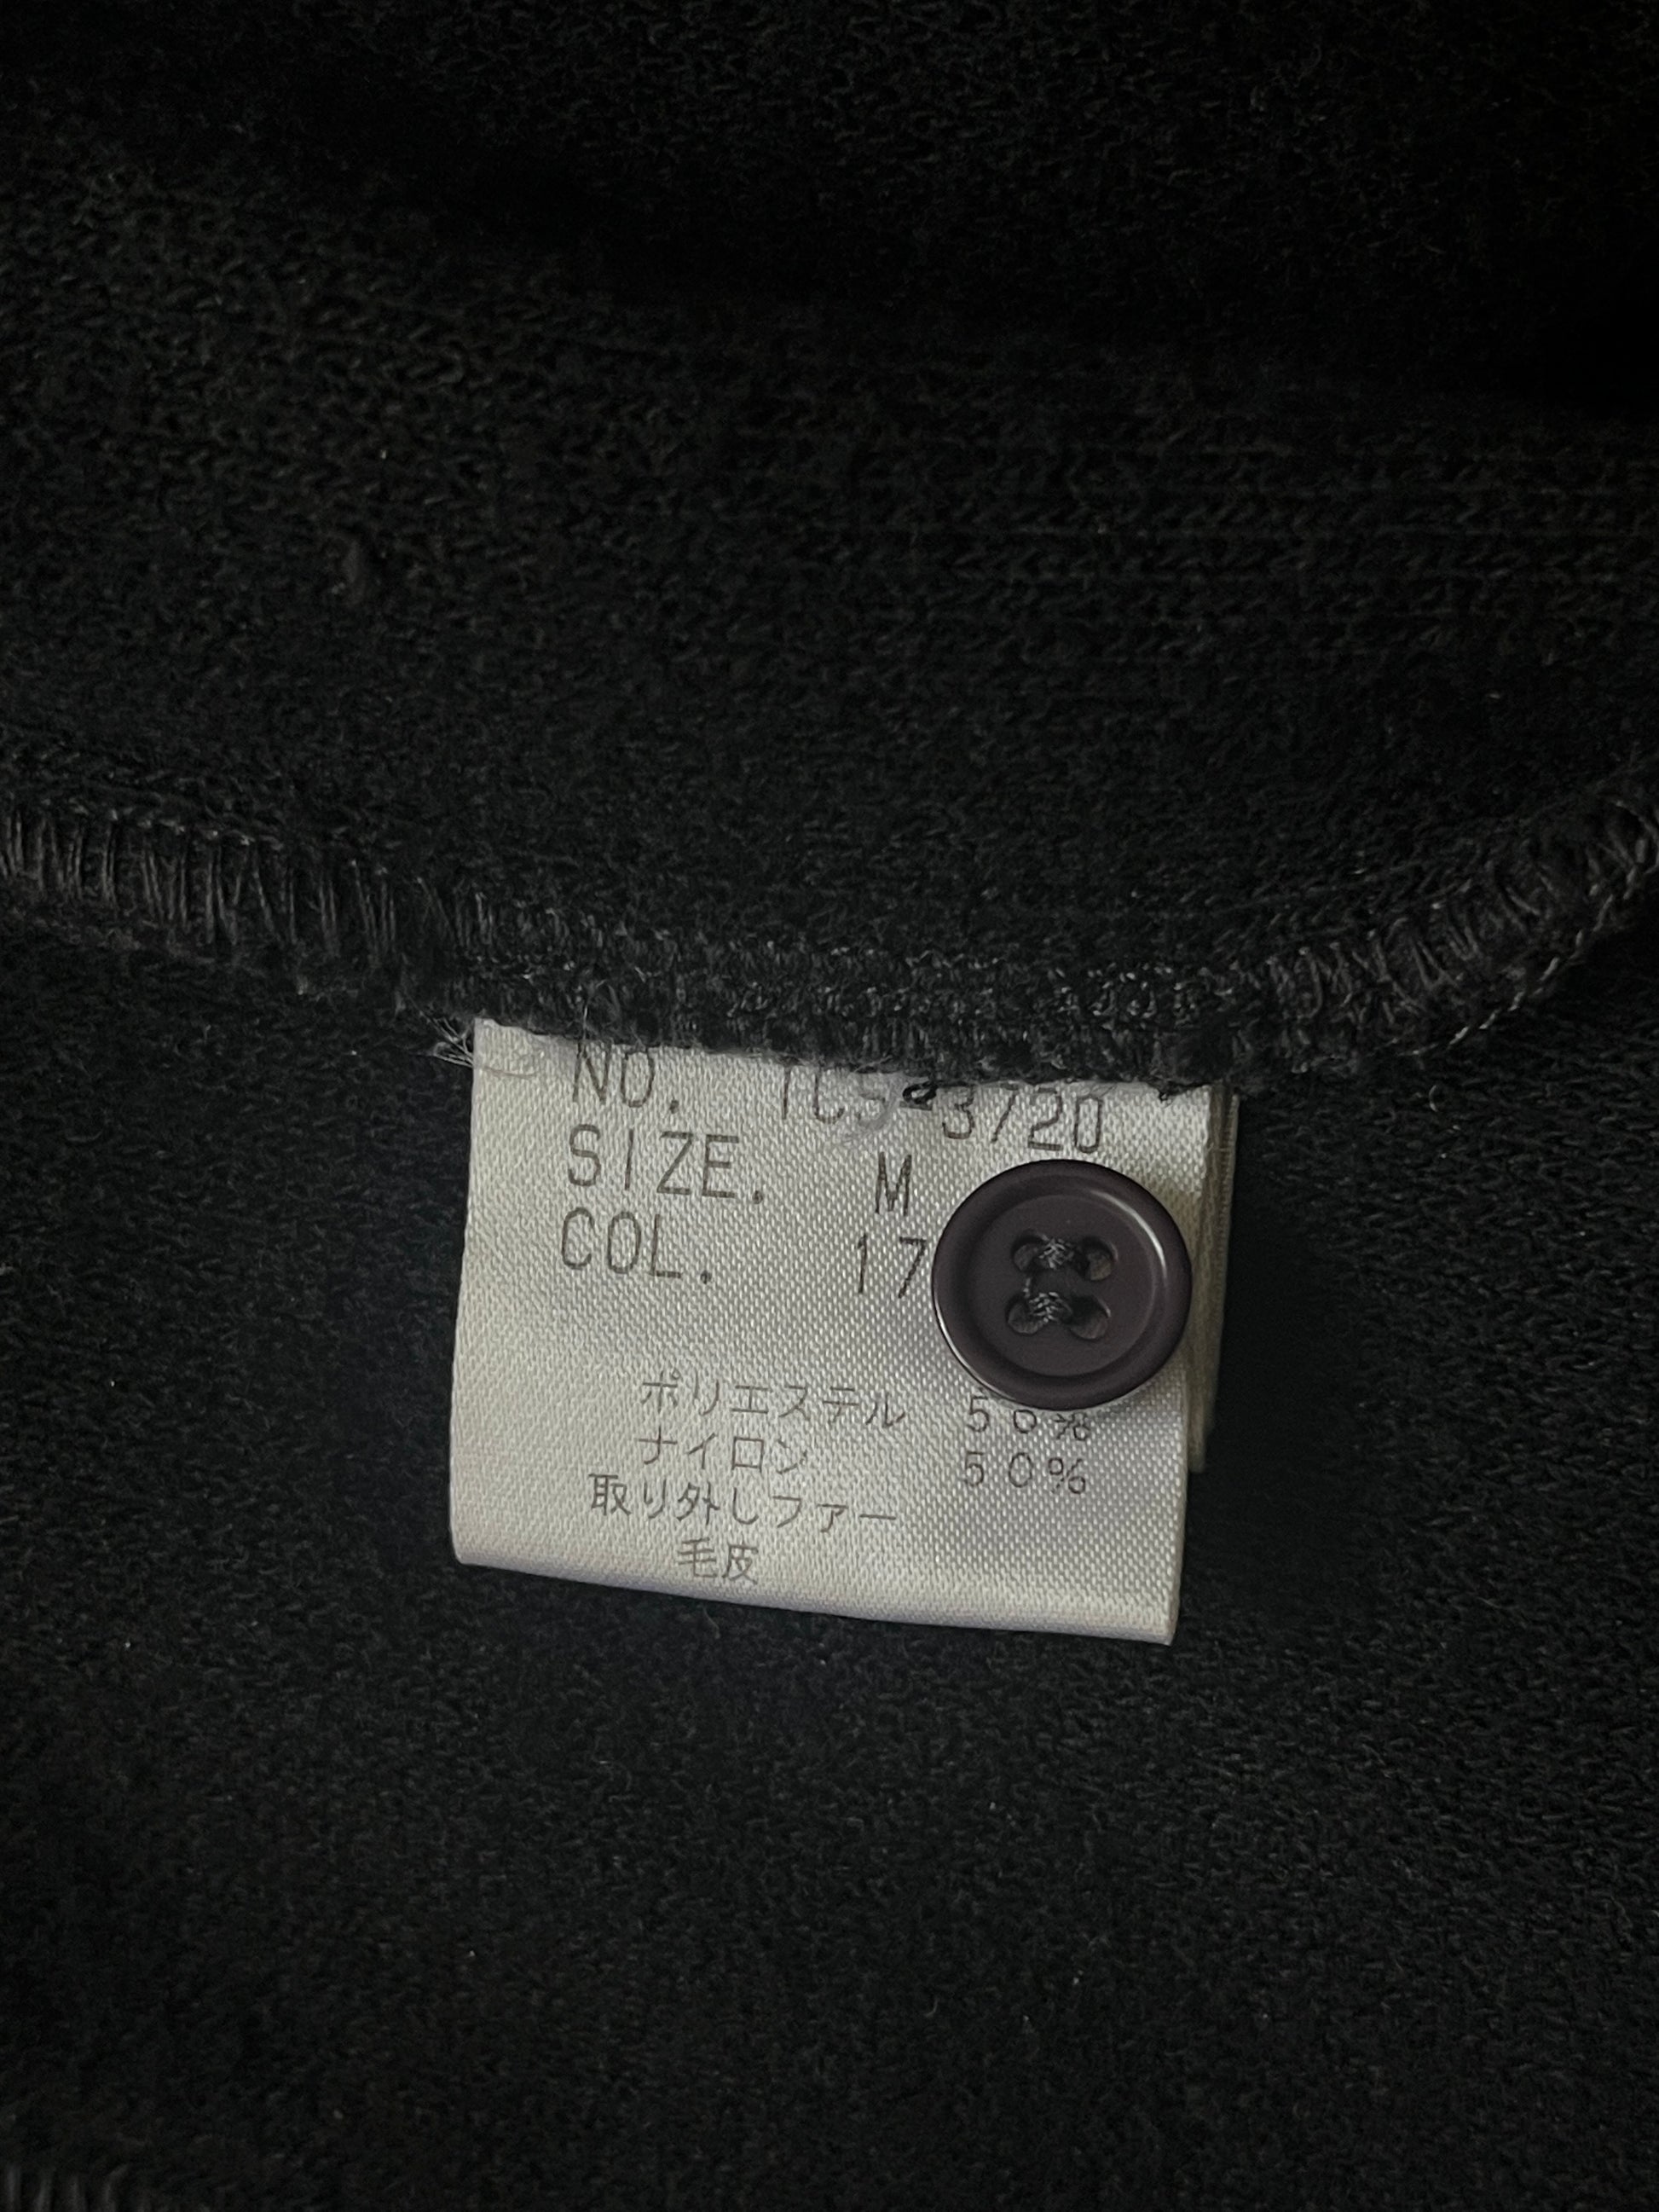 NO. TCS-3720
SIZE. M
COL. 17
ポリエステル 50%
ナイロン 50%
取り外しファー
毛皮